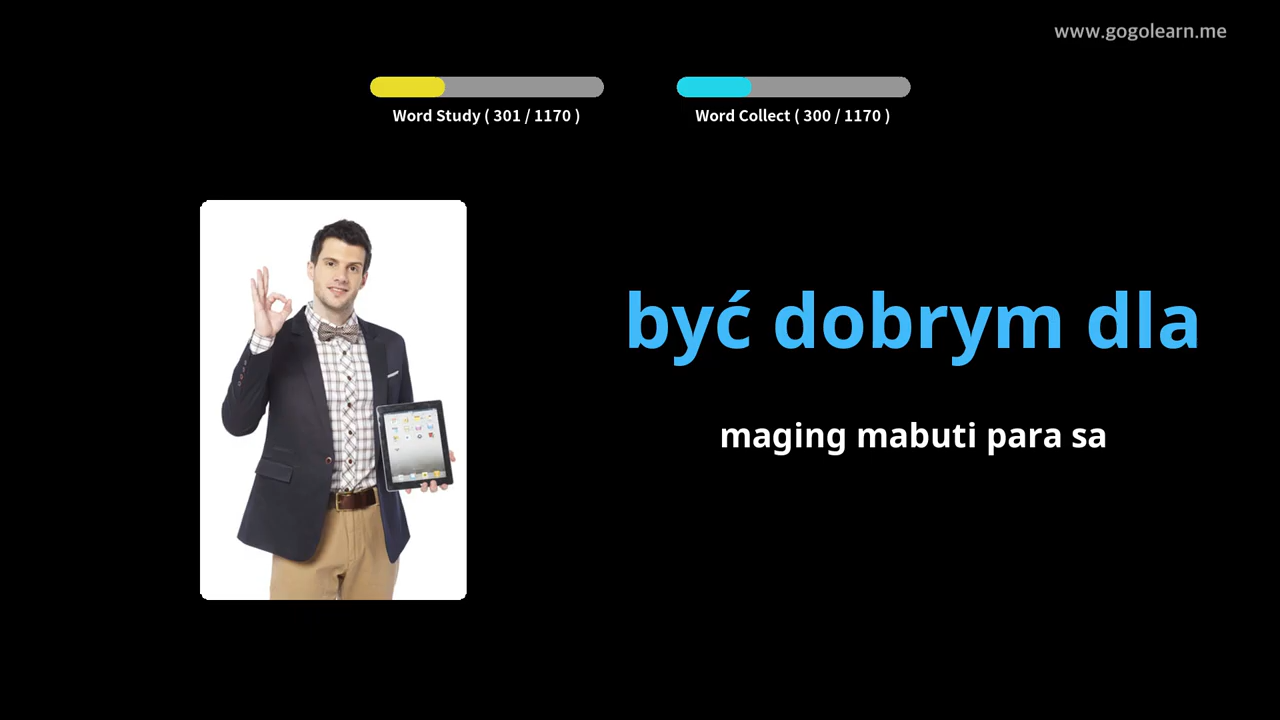 www.gogolearn.me
Word Study ( 301 / 1170 )
Word Collect ( 300 / 1170 )
być dobrym dla
maging mabuti para sa